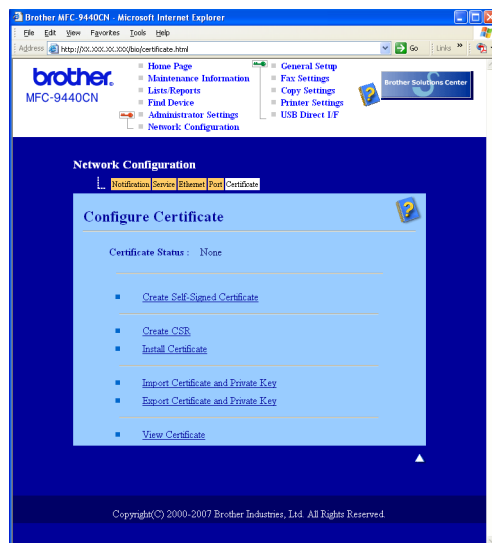 Brother MFC-9440CN - Microsoft Internet Explorer
File Edit View Favorites Tools Help
Address http://XX.XXX.XX.XXX/bio/certificate.html Go Links »
brother.
MFC-9440CN
Home Page
Maintenance Information
Lists/Reports
Find Device
Administrator Settings
Network Configuration
General Setup
Fax Settings
Copy Settings
Printer Settings
USB Direct I/F
Brother Solutions Center
Network Configuration
Notification Service Ethernet Port Certificate
Configure Certificate
Certificate Status : None
Create Self-Signed Certificate
Create CSR
Install Certificate
Import Certificate and Private Key
Export Certificate and Private Key
View Certificate
Copyright(C) 2000-2007 Brother Industries, Ltd. All Rights Reserved.